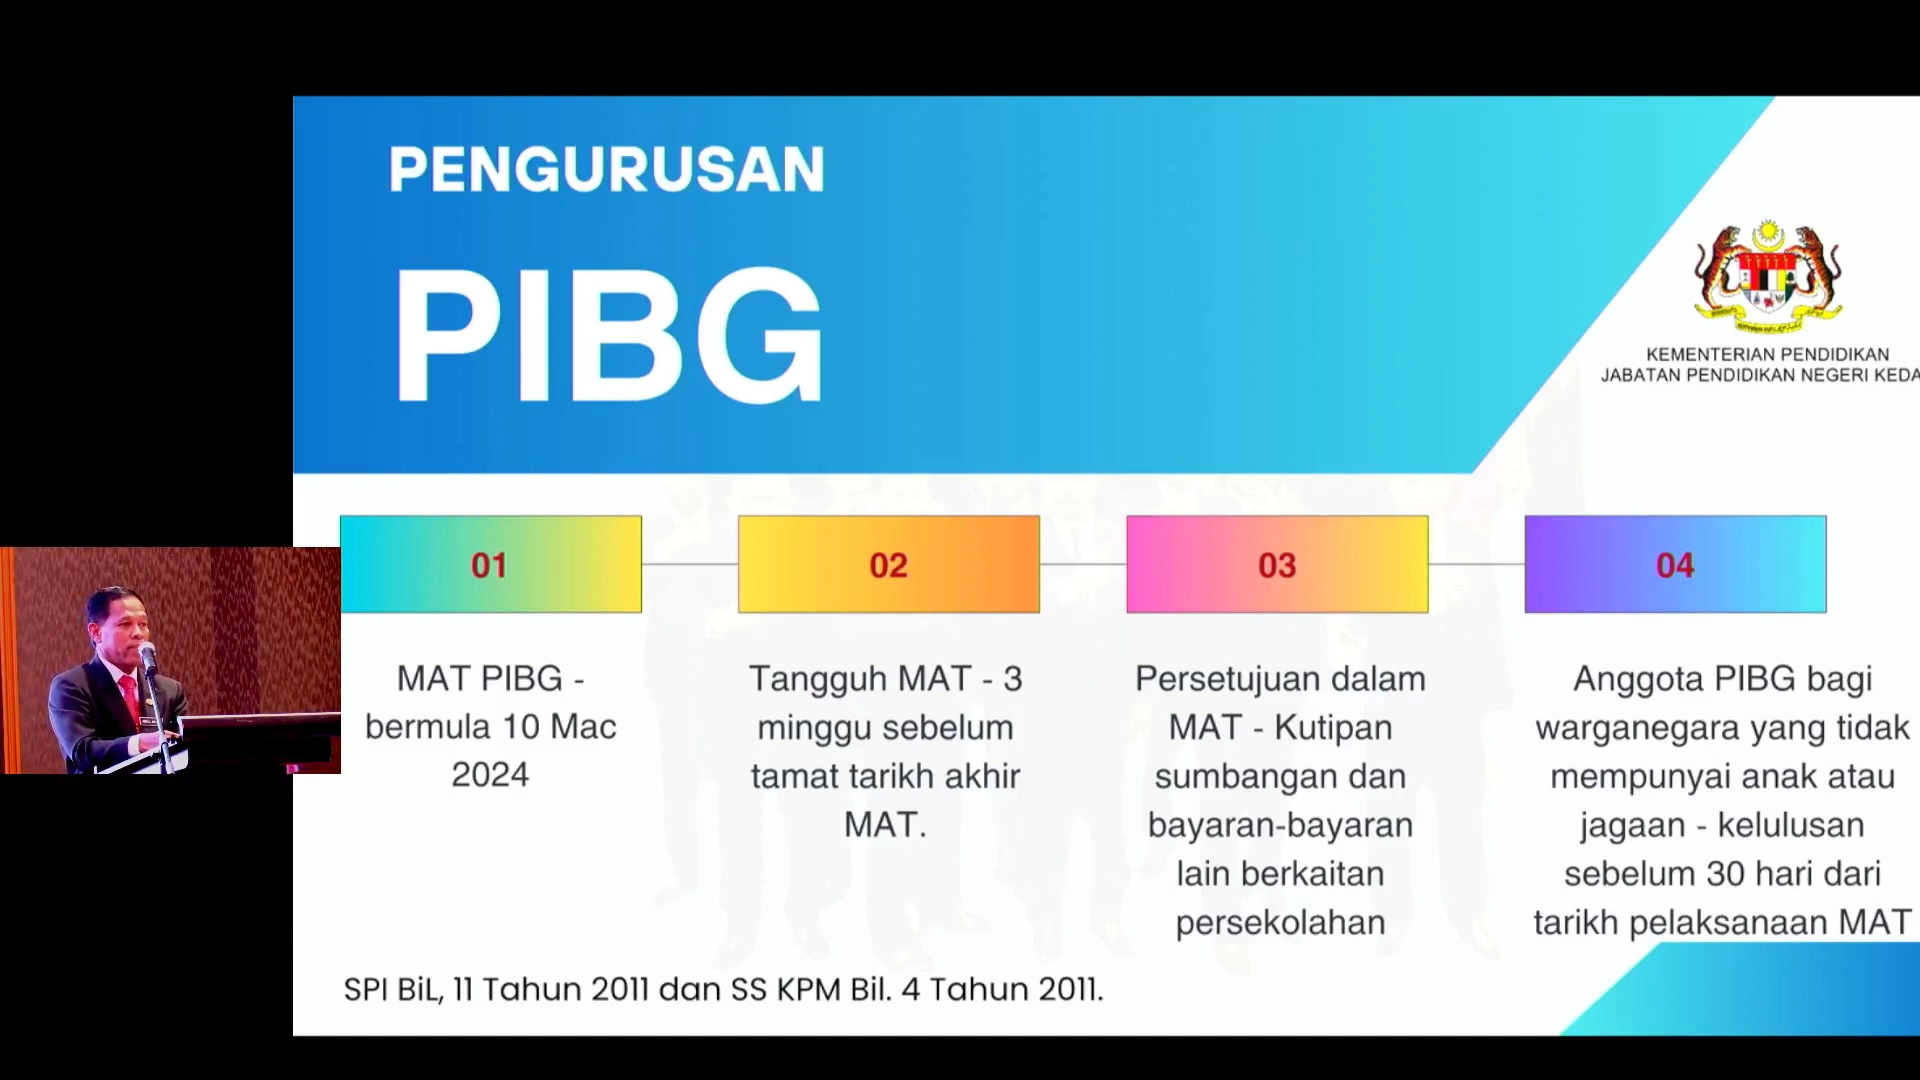 PENGURUSAN
PIBG
KEMENTERIAN PENDIDIKAN
JABATAN PENDIDIKAN NEGERI KEDA
01
MAT PIBG -
bermula 10 Mac
2024
02
Tangguh MAT - 3
minggu sebelum
tamat tarikh akhir
MAT.
03
Persetujuan dalam
MAT - Kutipan
sumbangan dan
bayaran-bayaran
lain berkaitan
persekolahan
04
Anggota PIBG bagi
warganegara yang tidak
mempunyai anak atau
jagaan - kelulusan
sebelum 30 hari dari
tarikh pelaksanaan MAT
SPI BiL, 11 Tahun 2011 dan SS KPM Bil. 4 Tahun 2011.